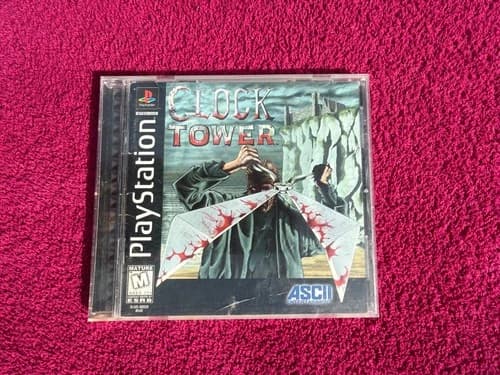 CLOCK
TOWER
PlayStation
MATURE
M
ESRB
ASCII